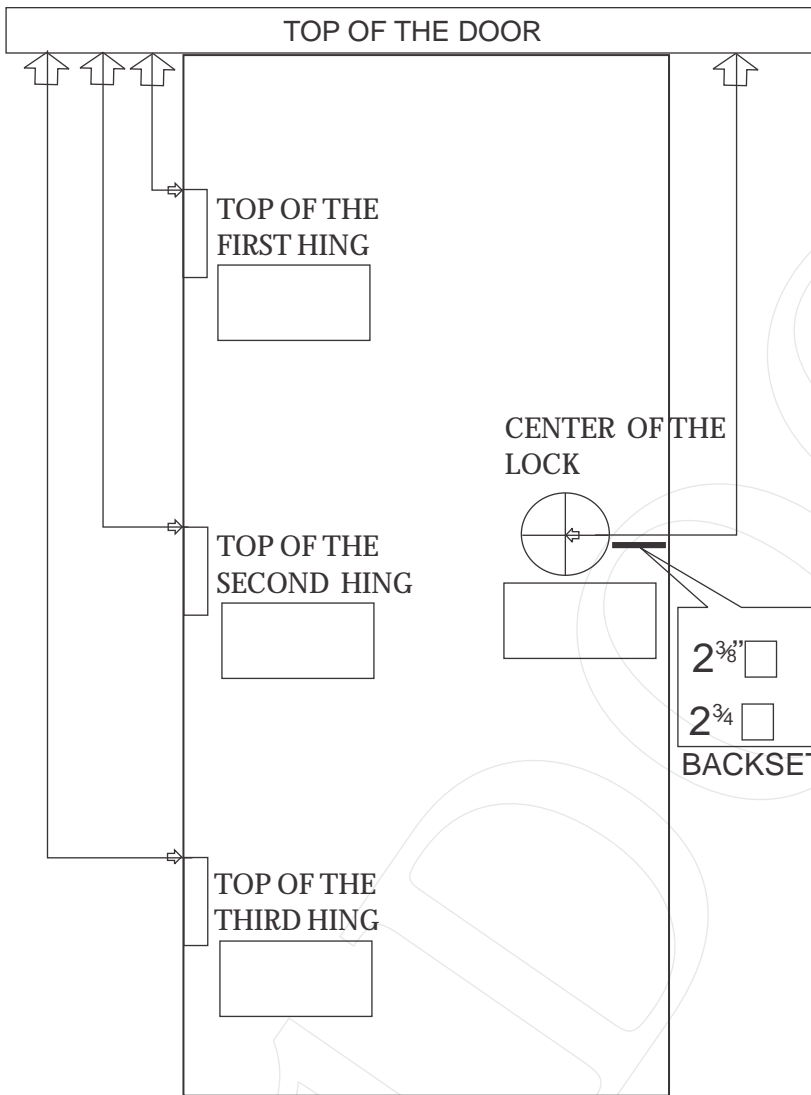 TOP OF THE DOOR
TOP OF THE
FIRST HING
CENTER OF THE
LOCK
TOP OF THE
SECOND HING
2⅜"
2¾
BACKSET
TOP OF THE
THIRD HING